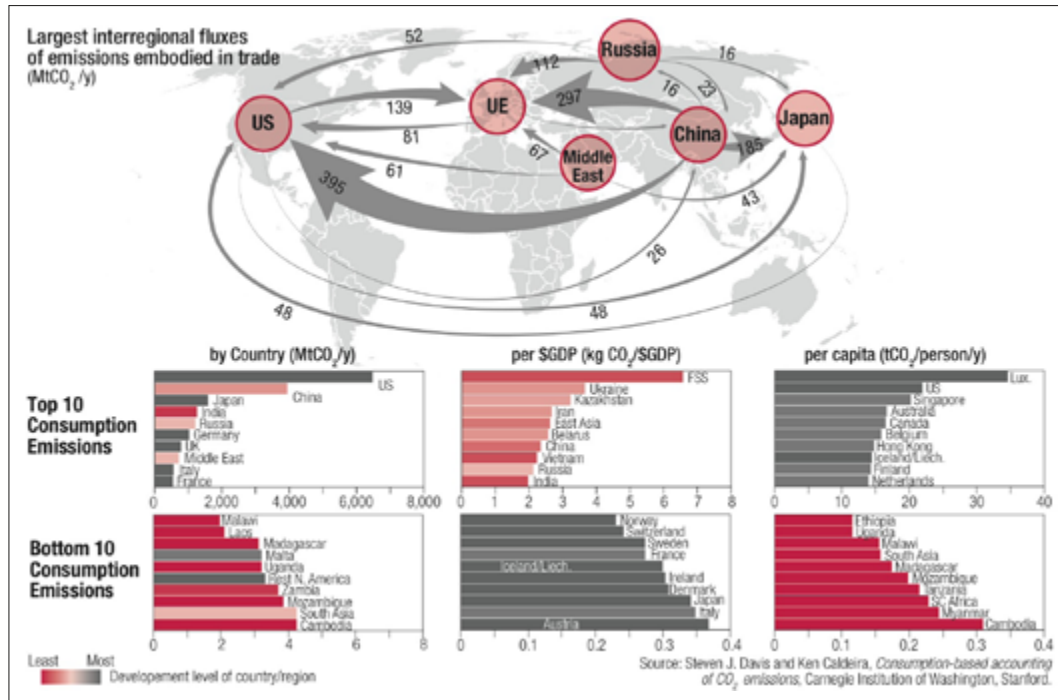 Largest interregional fluxes
of emissions embodied in trade
(MtCO₂ /y)
52
Russia
16
112
16
23
US
139
UE
297
China
Japan
81
185
67
Middle
East
61
395
43
26
48
48
by Country (MtCO₂/y)
per $GDP (kg CO₂/$GDP)
per capita (tCO₂/person/y)
Top 10
Consumption
Emissions
US
China
Japan
India
Russia
Germany
UK
Middle East
Italy
France
0
2,000
4,000
6,000
8,000
FSS
Ukraine
Kazakhstan
Iran
East Asia
Belarus
China
Vietnam
Russia
India
0 1 2 3 4 5 6 7 8
Lux.
US
Singapore
Australia
Canada
Belgium
Hong Kong
Iceland/Liech.
Finland
Netherlands
0 10 20 30 40
Bottom 10
Consumption
Emissions
Malawi
Laos
Madagascar
Malta
Uganda
Rest N. America
Zambia
Mozambique
South Asia
Cambodia
0 2 4 6 8
Norway
Switzerland
Sweden
France
Iceland/Liech.
Ireland
Denmark
Japan
Italy
Austria
0 0.1 0.2 0.3 0.4
Ethiopia
Uganda
Malawi
South Asia
Madagascar
Mozambique
Tanzania
SC Africa
Myanmar
Cambodia
0 0.1 0.2 0.3 0.4
Least Most
Developement level of country/region
Source: Steven J. Davis and Ken Caldeira, Consumption-based accounting
of CO₂ emissions, Carnegie Institution of Washington, Stanford.